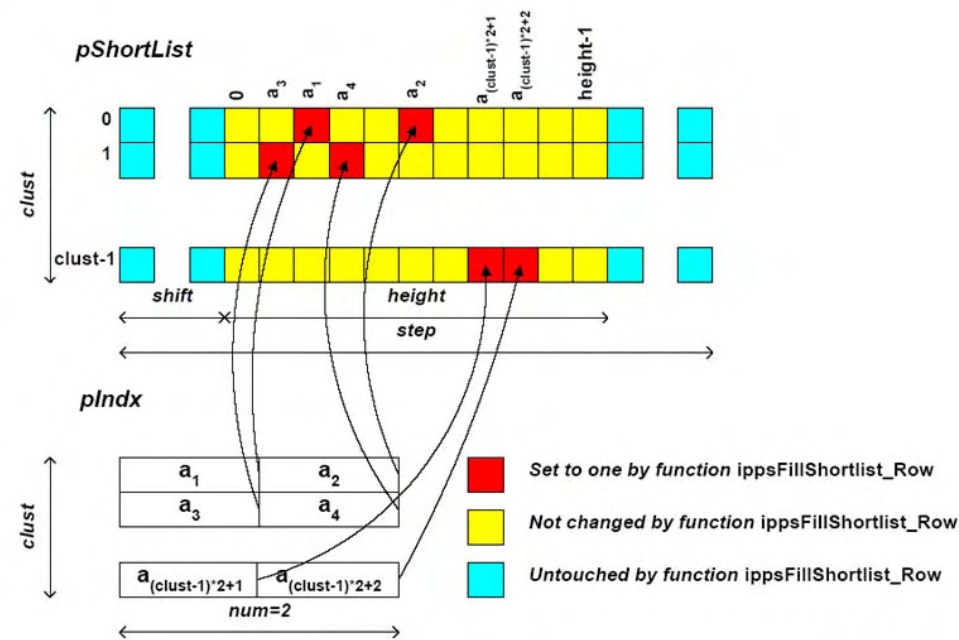 pShortList
0
a3
a1
a4
a2
a(clust-1)*2+1
a(clust-1)*2+2
height-1
clust
0
1
clust-1
shift
height
step
pIndx
clust
a1 a2
a3 a4
a(clust-1)*2+1 a(clust-1)*2+2
num=2
Set to one by function ippsFillShortlist_Row
Not changed by function ippsFillShortlist_Row
Untouched by function ippsFillShortlist_Row